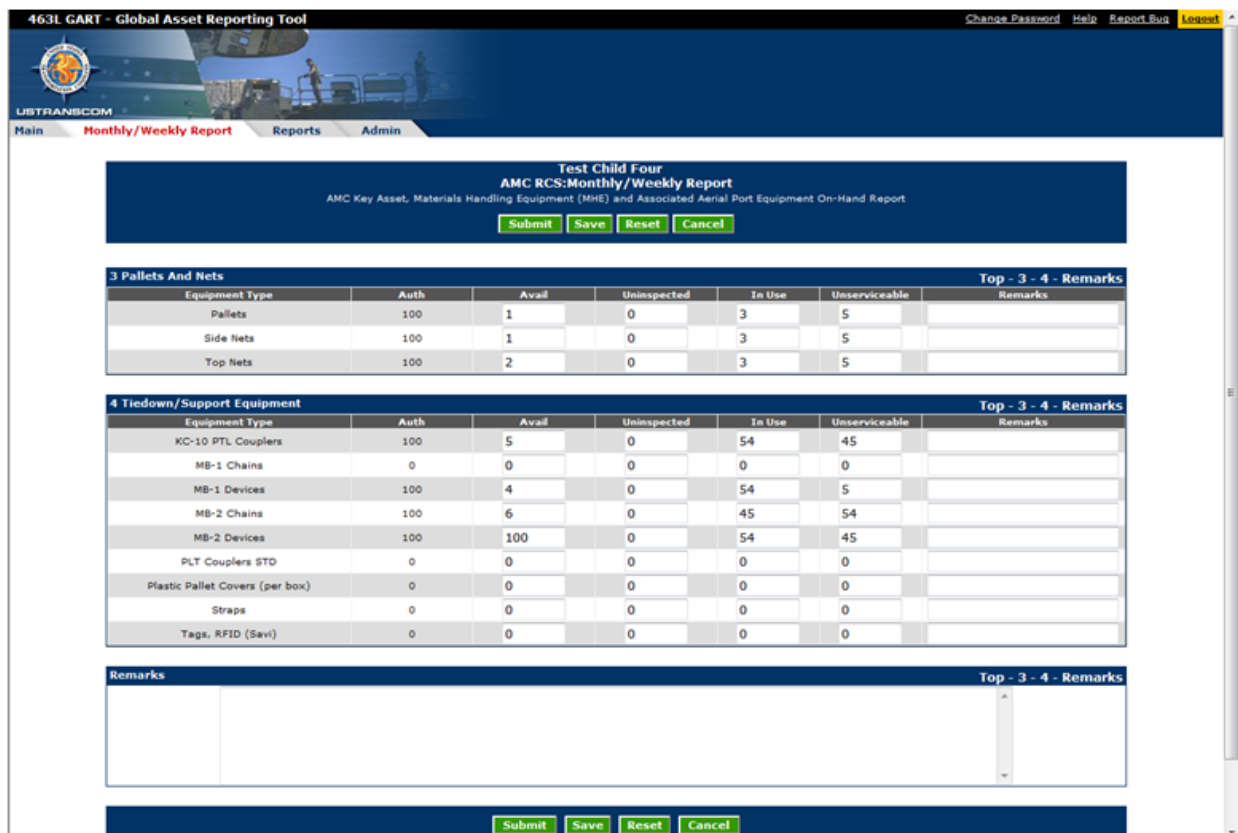 463L GART - Global Asset Reporting Tool Change Password Help Report Bug Logout
USTRANSCOM
Main Monthly/Weekly Report Reports Admin
Test Child Four
AMC RCS:Monthly/Weekly Report
AMC Key Asset, Materials Handling Equipment (MHE) and Associated Aerial Port Equipment On-Hand Report
Submit Save Reset Cancel
3 Pallets And Nets Top - 3 - 4 - Remarks
Equipment Type Auth Avail Uninspected In Use Unserviceable Remarks
Pallets 100 1 0 3 5
Side Nets 100 1 0 3 5
Top Nets 100 2 0 3 5
4 Tiedown/Support Equipment Top - 3 - 4 - Remarks
Equipment Type Auth Avail Uninspected In Use Unserviceable Remarks
KC-10 PTL Couplers 100 5 0 54 45
MB-1 Chains 0 0 0 0 0
MB-1 Devices 100 4 0 54 5
MB-2 Chains 100 6 0 45 54
MB-2 Devices 100 100 0 54 45
PLT Couplers STD 0 0 0 0 0
Plastic Pallet Covers (per box) 0 0 0 0 0
Straps 0 0 0 0 0
Tags, RFID (Savi) 0 0 0 0 0
Remarks Top - 3 - 4 - Remarks
Submit Save Reset Cancel